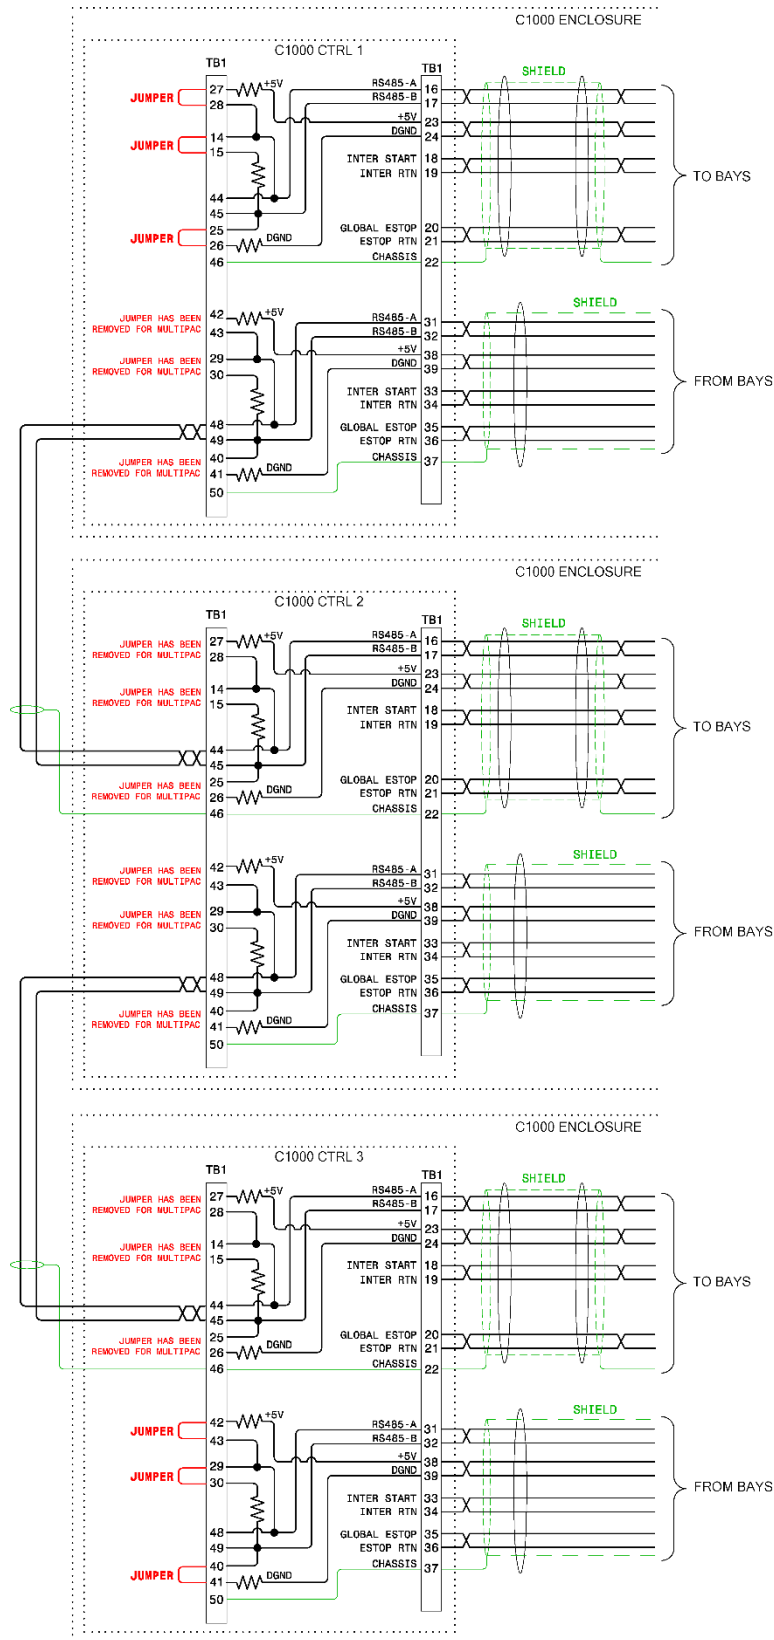 C1000 ENCLOSURE
C1000 CTRL 1
TB1 TB1
SHIELD
JUMPER 27 +5V RS485-A 16
28 RS485-B 17
+5V 23
JUMPER 14 DGND 24
15 INTER START 18
INTER RTN 19
TO BAYS
44
45
JUMPER 25 GLOBAL ESTOP 20
26 DGND ESTOP RTN 21
46 CHASSIS 22
SHIELD
JUMPER HAS BEEN 42 +5V RS485-A 31
REMOVED FOR MULTIPAC 43 RS485-B 32
+5V 38
JUMPER HAS BEEN 29 DGND 39
REMOVED FOR MULTIPAC 30
INTER START 33
INTER RTN 34
FROM BAYS
48 GLOBAL ESTOP 35
49 ESTOP RTN 36
40 CHASSIS 37
JUMPER HAS BEEN 41 DGND
REMOVED FOR MULTIPAC
50
C1000 ENCLOSURE
C1000 CTRL 2
TB1 TB1
SHIELD
JUMPER HAS BEEN 27 +5V RS485-A 16
REMOVED FOR MULTIPAC 28 RS485-B 17
+5V 23
JUMPER HAS BEEN 14 DGND 24
REMOVED FOR MULTIPAC 15
INTER START 18
INTER RTN 19
TO BAYS
44
45
JUMPER HAS BEEN 25 GLOBAL ESTOP 20
REMOVED FOR MULTIPAC 26 DGND ESTOP RTN 21
46 CHASSIS 22
SHIELD
JUMPER HAS BEEN 42 +5V RS485-A 31
REMOVED FOR MULTIPAC 43 RS485-B 32
+5V 38
JUMPER HAS BEEN 29 DGND 39
REMOVED FOR MULTIPAC 30
INTER START 33
INTER RTN 34
FROM BAYS
48 GLOBAL ESTOP 35
49 ESTOP RTN 36
40 CHASSIS 37
JUMPER HAS BEEN 41 DGND
REMOVED FOR MULTIPAC
50
C1000 ENCLOSURE
C1000 CTRL 3
TB1 TB1
SHIELD
JUMPER HAS BEEN 27 +5V RS485-A 16
REMOVED FOR MULTIPAC 28 RS485-B 17
+5V 23
JUMPER HAS BEEN 14 DGND 24
REMOVED FOR MULTIPAC 15
INTER START 18
INTER RTN 19
TO BAYS
44
45
JUMPER HAS BEEN 25 GLOBAL ESTOP 20
REMOVED FOR MULTIPAC 26 DGND ESTOP RTN 21
46 CHASSIS 22
SHIELD
JUMPER 42 +5V RS485-A 31
43 RS485-B 32
+5V 38
JUMPER 29 DGND 39
30
INTER START 33
INTER RTN 34
FROM BAYS
48 GLOBAL ESTOP 35
49 ESTOP RTN 36
40 CHASSIS 37
JUMPER 41 DGND
50